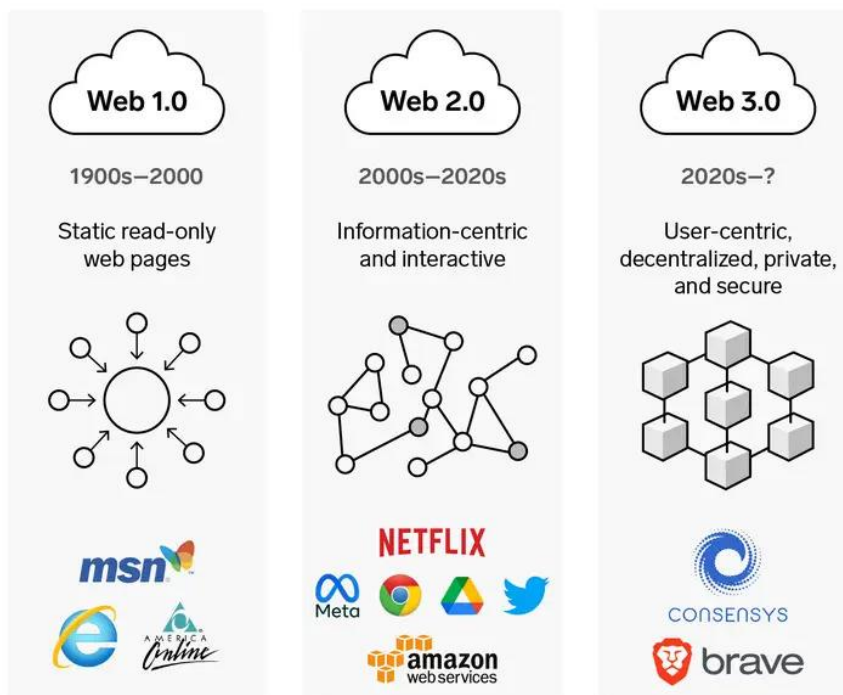 Web 1.0
1900s–2000
Static read-only
web pages
msn
AMERICA
Online
Web 2.0
2000s–2020s
Information-centric
and interactive
NETFLIX
Meta
amazon
webservices
Web 3.0
2020s–?
User-centric,
decentralized, private,
and secure
CONSENSYS
brave